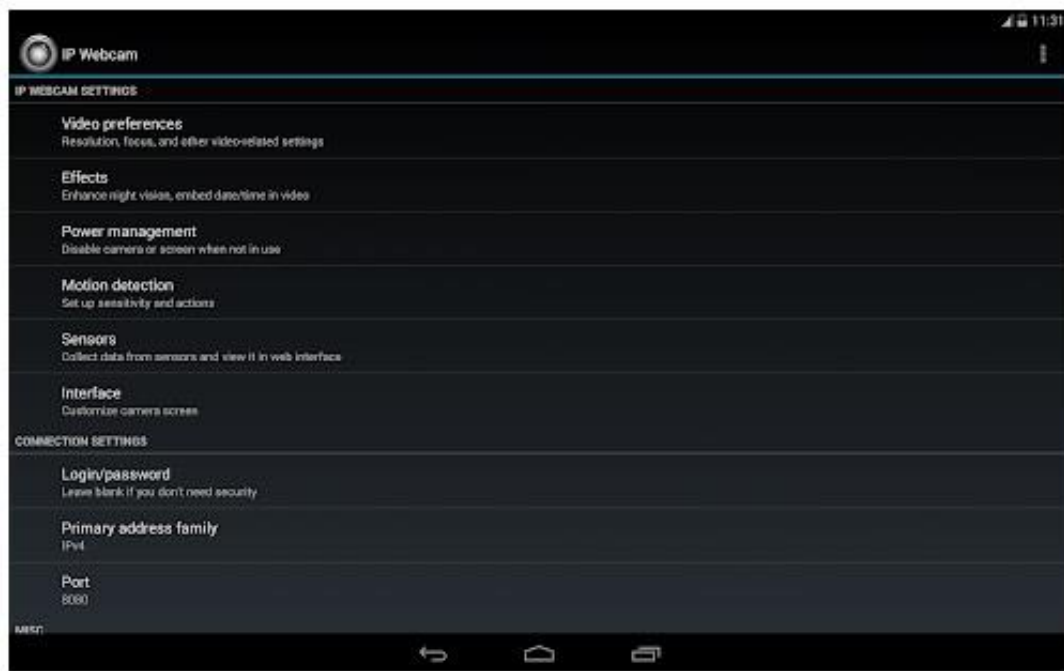 11:31
IP Webcam
IP WEBCAM SETTINGS
Video preferences
Resolution, focus, and other video-related settings
Effects
Enhance night vision, embed date/time in video
Power management
Disable camera or screen when not in use
Motion detection
Set up sensitivity and actions
Sensors
Collect data from sensors and view it in web interface
Interface
Customize camera screen
CONNECTION SETTINGS
Login/password
Leave blank if you don't need security
Primary address family
IPv4
Port
8080
MISC